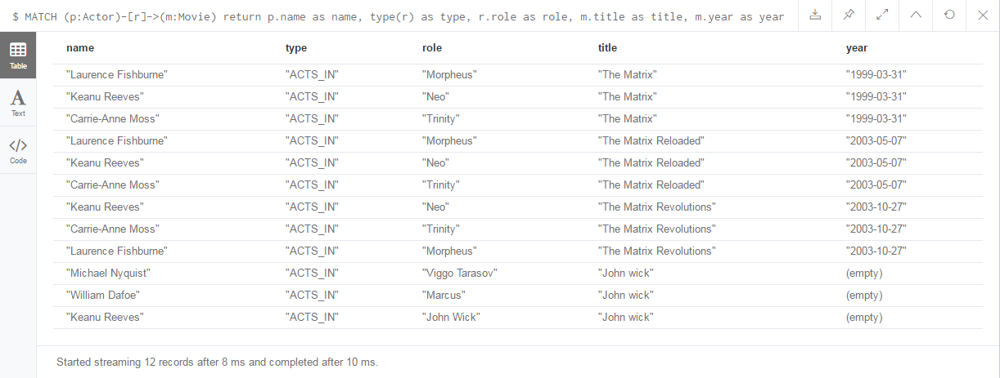 $ MATCH (p:Actor)-[r]->(m:Movie) return p.name as name, type(r) as type, r.role as role, m.title as title, m.year as year
Table
Text
Code
name type role title year
"Laurence Fishburne" "ACTS_IN" "Morpheus" "The Matrix" "1999-03-31"
"Keanu Reeves" "ACTS_IN" "Neo" "The Matrix" "1999-03-31"
"Carrie-Anne Moss" "ACTS_IN" "Trinity" "The Matrix" "1999-03-31"
"Laurence Fishburne" "ACTS_IN" "Morpheus" "The Matrix Reloaded" "2003-05-07"
"Keanu Reeves" "ACTS_IN" "Neo" "The Matrix Reloaded" "2003-05-07"
"Carrie-Anne Moss" "ACTS_IN" "Trinity" "The Matrix Reloaded" "2003-05-07"
"Keanu Reeves" "ACTS_IN" "Neo" "The Matrix Revolutions" "2003-10-27"
"Carrie-Anne Moss" "ACTS_IN" "Trinity" "The Matrix Revolutions" "2003-10-27"
"Laurence Fishburne" "ACTS_IN" "Morpheus" "The Matrix Revolutions" "2003-10-27"
"Michael Nyquist" "ACTS_IN" "Viggo Tarasov" "John wick" (empty)
"William Dafoe" "ACTS_IN" "Marcus" "John wick" (empty)
"Keanu Reeves" "ACTS_IN" "John Wick" "John wick" (empty)
Started streaming 12 records after 8 ms and completed after 10 ms.